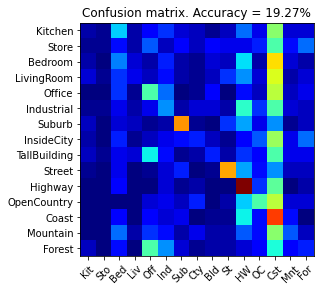 Confusion matrix. Accuracy = 19.27%
Kitchen
Store
Bedroom
LivingRoom
Office
Industrial
Suburb
InsideCity
TallBuilding
Street
Highway
OpenCountry
Coast
Mountain
Forest
Kit Sto Bed Liv Off Ind Sub Cty Bld St HW OC Cst Mnt For